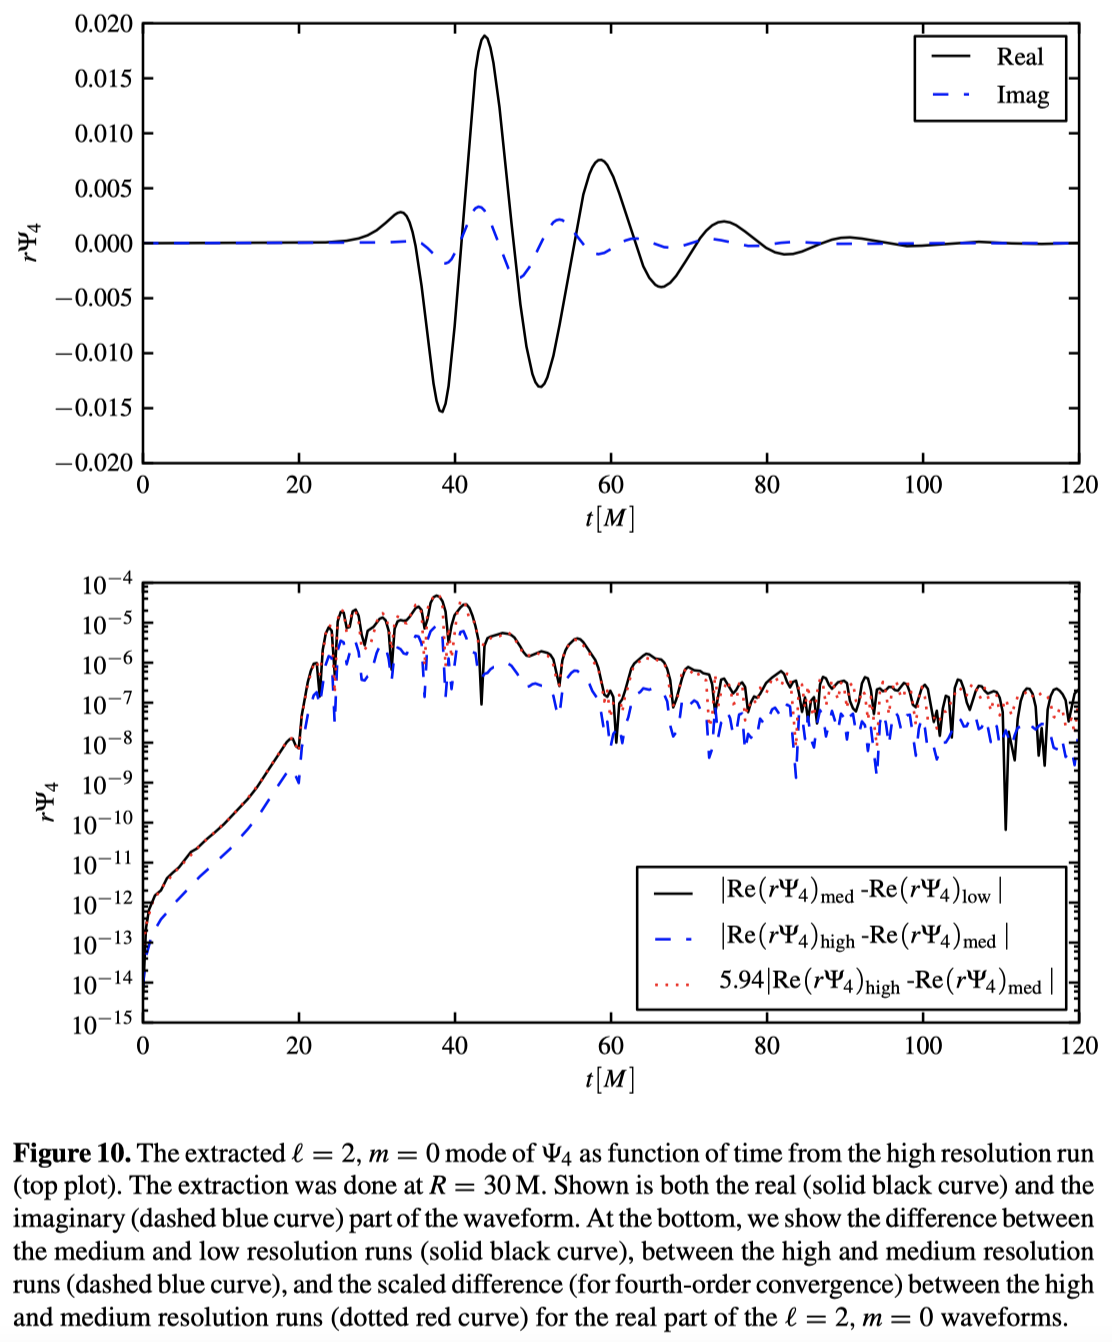 0.020
0.015
0.010
0.005
0.000
−0.005
−0.010
−0.015
−0.020
rΨ₄
Real
Imag
0 20 40 60 80 100 120
t[M]
10⁻⁴
10⁻⁵
10⁻⁶
10⁻⁷
10⁻⁸
10⁻⁹
10⁻¹⁰
10⁻¹¹
10⁻¹²
10⁻¹³
10⁻¹⁴
10⁻¹⁵
rΨ₄
|Re(rΨ₄)med -Re(rΨ₄)low |
|Re(rΨ₄)high -Re(rΨ₄)med |
5.94|Re(rΨ₄)high -Re(rΨ₄)med |
0 20 40 60 80 100 120
t[M]
Figure 10. The extracted ℓ = 2, m = 0 mode of Ψ₄ as function of time from the high resolution run
(top plot). The extraction was done at R = 30 M. Shown is both the real (solid black curve) and the
imaginary (dashed blue curve) part of the waveform. At the bottom, we show the difference between
the medium and low resolution runs (solid black curve), between the high and medium resolution
runs (dashed blue curve), and the scaled difference (for fourth-order convergence) between the high
and medium resolution runs (dotted red curve) for the real part of the ℓ = 2, m = 0 waveforms.